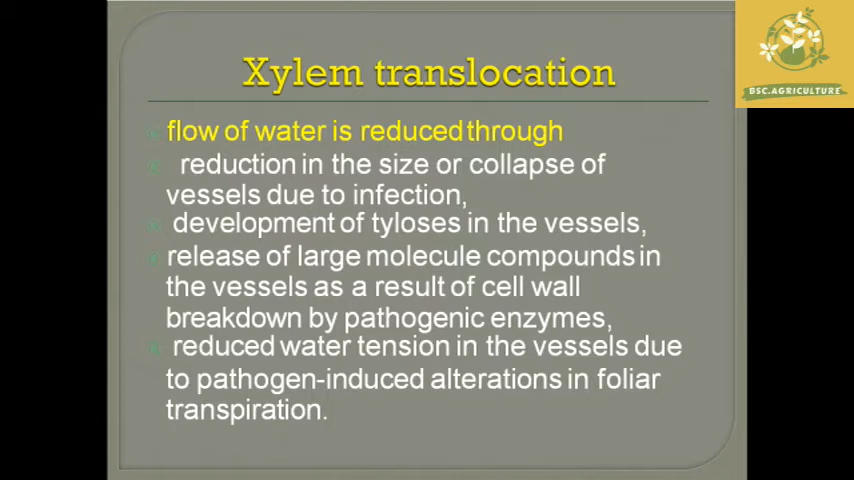 Xylem translocation
BSC.AGRICULTURE
flow of water is reduced through
reduction in the size or collapse of
vessels due to infection,
development of tyloses in the vessels,
release of large molecule compounds in
the vessels as a result of cell wall
breakdown by pathogenic enzymes,
reduced water tension in the vessels due
to pathogen-induced alterations in foliar
transpiration.